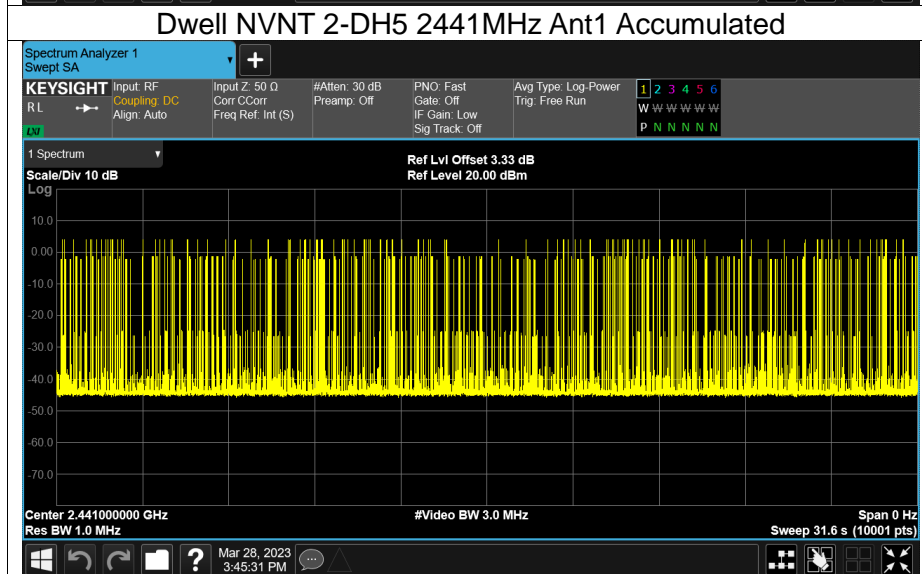 Dwell NVNT 2-DH5 2441MHz Ant1 Accumulated
Spectrum Analyzer 1
Swept SA
+
KEYSIGHT
R L
LXI
Input: RF
Coupling: DC
Align: Auto
Input Z: 50 Ω
Corr CCorr
Freq Ref: Int (S)
#Atten: 30 dB
Preamp: Off
PNO: Fast
Gate: Off
IF Gain: Low
Sig Track: Off
Avg Type: Log-Power
Trig: Free Run
1 2 3 4 5 6
W W W W W W
P N N N N N
1 Spectrum
Scale/Div 10 dB
Ref Lvl Offset 3.33 dB
Ref Level 20.00 dBm
Log
10.0
0.00
-10.0
-20.0
-30.0
-40.0
-50.0
-60.0
-70.0
Center 2.441000000 GHz
#Video BW 3.0 MHz
Span 0 Hz
Res BW 1.0 MHz
Sweep 31.6 s (10001 pts)
?
Mar 28, 2023
3:45:31 PM